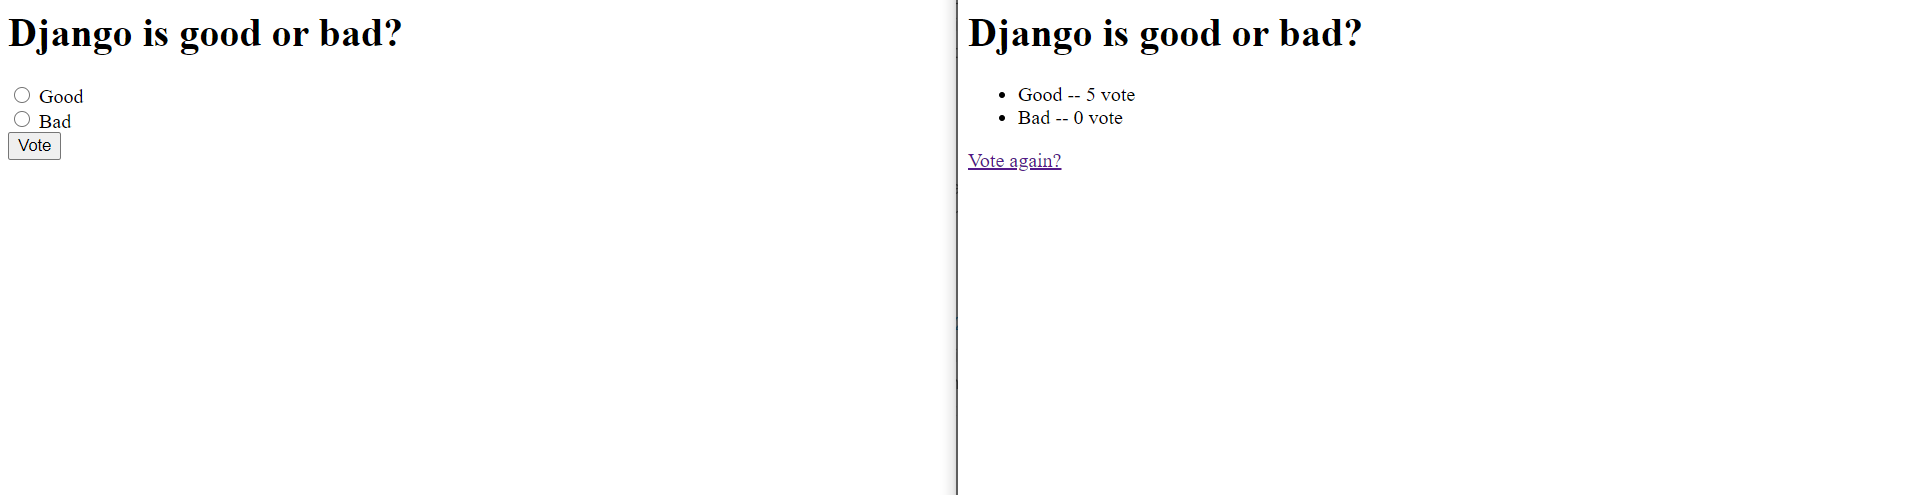 Django is good or bad?
Good
Bad
Vote
Django is good or bad?
Good -- 5 vote
Bad -- 0 vote
Vote again?